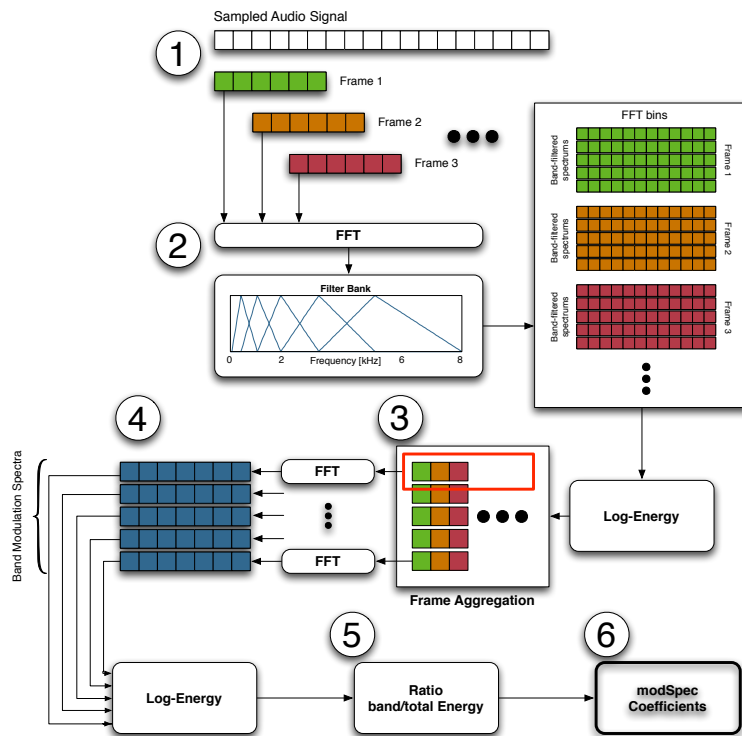 Sampled Audio Signal
1
Frame 1
Frame 2
Frame 3
2
FFT
Filter Bank
0
2
Frequency [kHz]
6
8
FFT bins
Band-filtered
spectrums
Frame 1
Band-filtered
spectrums
Frame 2
Band-filtered
spectrums
Frame 3
4
3
Band Modulation Spectra
FFT
FFT
Frame Aggregation
Log-Energy
5
6
Log-Energy
Ratio
band/total Energy
modSpec
Coefficients